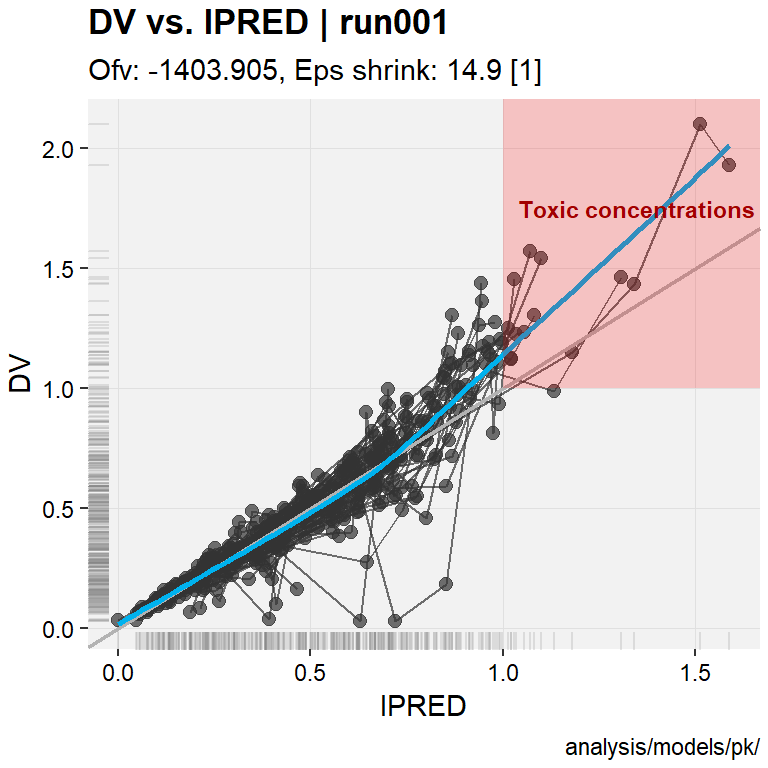 DV vs. IPRED | run001
Ofv: -1403.905, Eps shrink: 14.9 [1]
2.0
Toxic concentrations
1.5
DV
1.0
0.5
0.0
0.0 0.5 1.0 1.5
IPRED
analysis/models/pk/